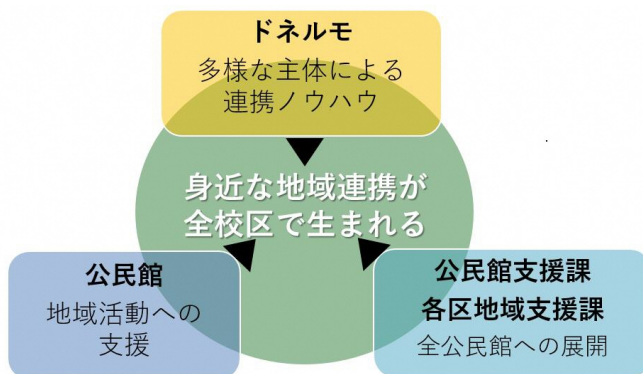 ドネルモ
多様な主体による
連携ノウハウ
身近な地域連携が
全校区で生まれる
公民館
地域活動への
支援
公民館支援課
各区地域支援課
全公民館への展開